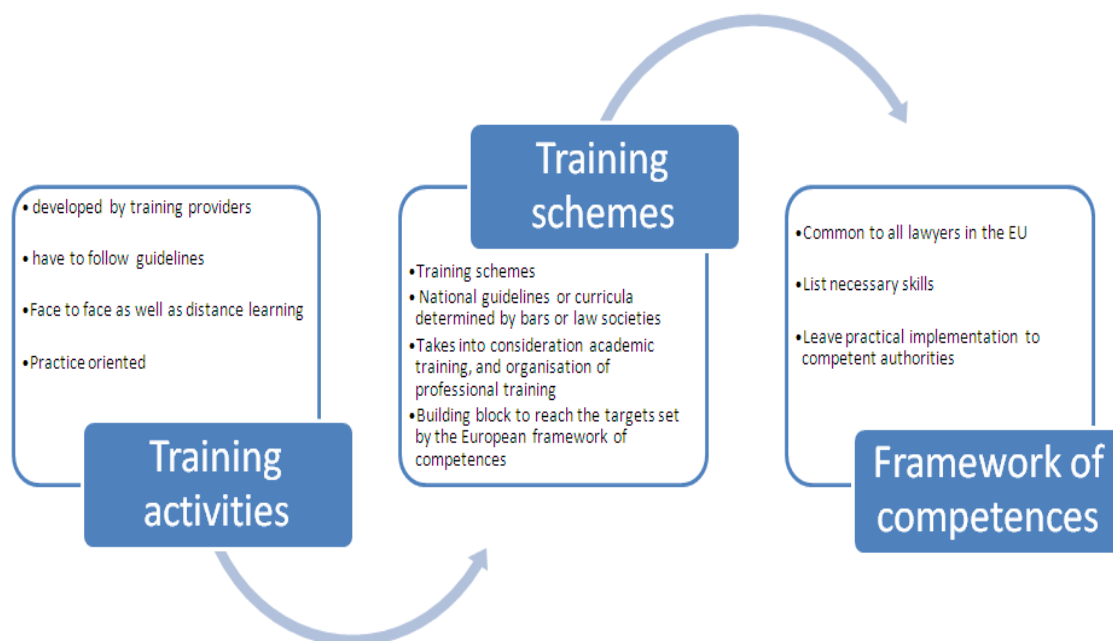 • developed by training providers
• have to follow guidelines
•Face to face as well as distance learning
•Practice oriented
Training
activities
Training
schemes
•Training schemes
• National guidelines or curricula
determined by bars or law societies
•Takes into consideration academic
training, and organisation of
professional training
•Building block to reach the targets set
by the European framework of
competences
•Common to all lawyers in the EU
•List necessary skills
•Leave practical implementation to
competent authorities
Framework of
competences